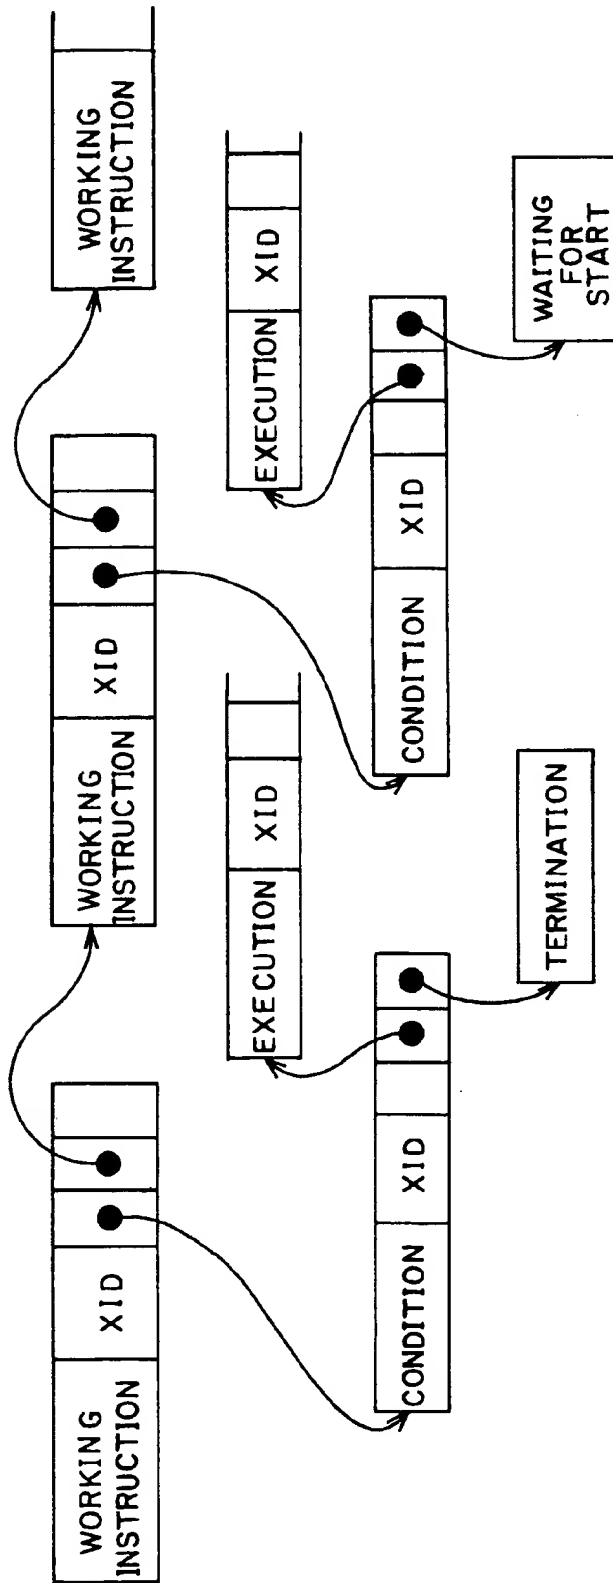 WORKING
INSTRUCTION
XID
WORKING
INSTRUCTION
XID
WORKING
INSTRUCTION
EXECUTION
XID
EXECUTION
XID
CONDITION
XID
CONDITION
XID
TERMINATION
WAITING
FOR
START